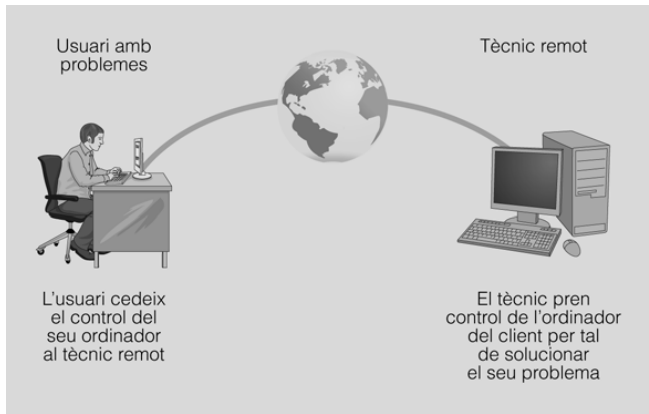 Usuari amb
problemes
Tècnic remot
L'usuari cedeix
el control del
seu ordinador
al tècnic remot
El tècnic pren
control de l'ordinador
del client per tal
de solucionar
el seu problema